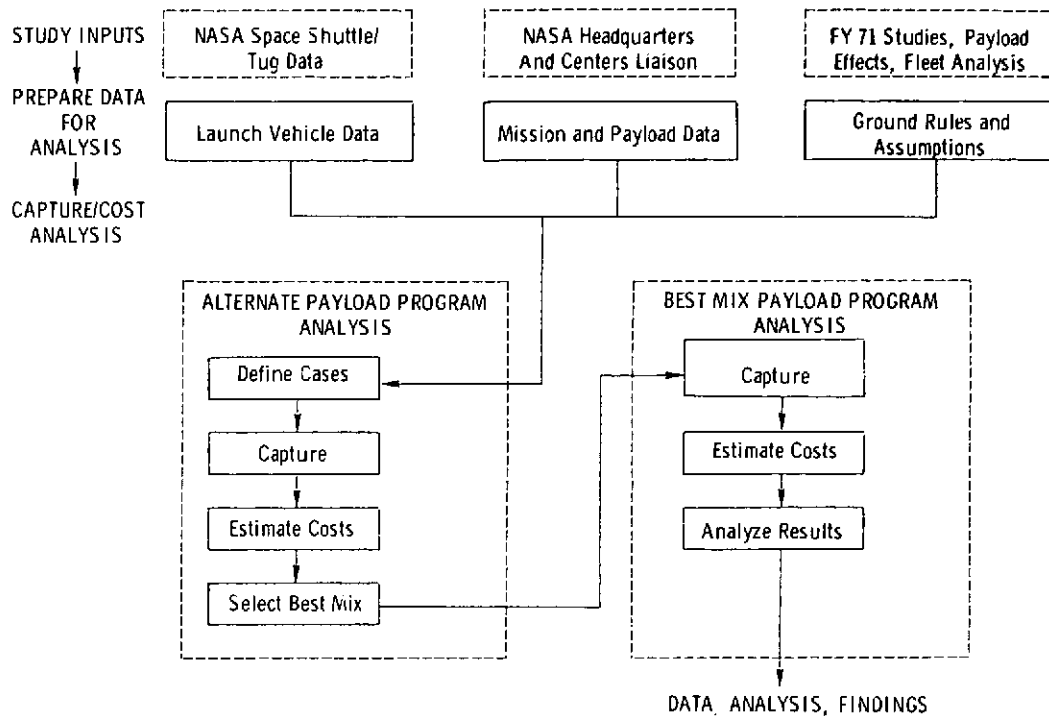 STUDY INPUTS
NASA Space Shuttle/
Tug Data
NASA Headquarters
And Centers Liaison
FY 71 Studies, Payload
Effects, Fleet Analysis
PREPARE DATA
FOR
ANALYSIS
Launch Vehicle Data
Mission and Payload Data
Ground Rules and
Assumptions
CAPTURE/COST
ANALYSIS
ALTERNATE PAYLOAD PROGRAM
ANALYSIS
Define Cases
Capture
Estimate Costs
Select Best Mix
BEST MIX PAYLOAD PROGRAM
ANALYSIS
Capture
Estimate Costs
Analyze Results
DATA, ANALYSIS, FINDINGS